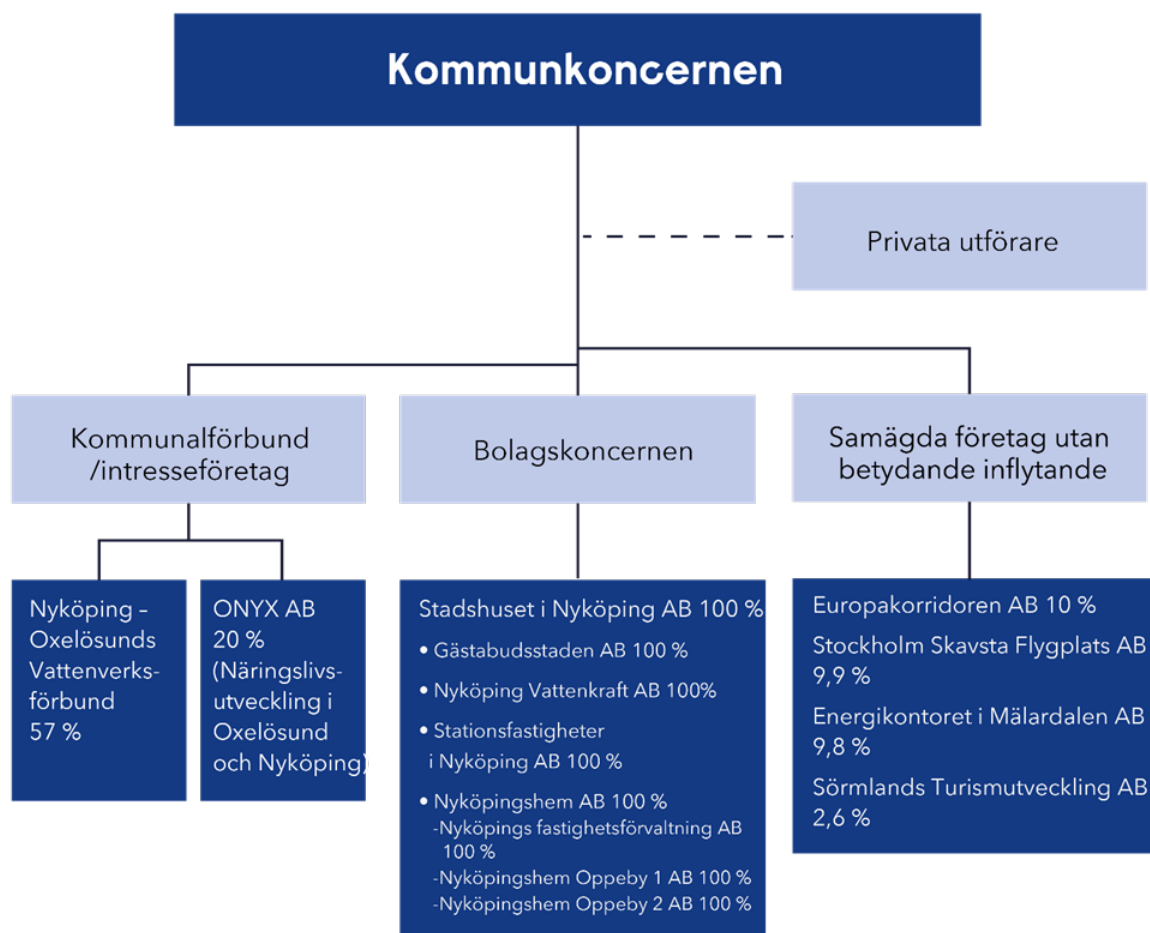 Kommunkoncernen
Privata utförare
Kommunalförbund
/intresseföretag
Bolagskoncernen
Samägda företag utan
betydande inflytande
Nyköping –
Oxelösunds
Vattenverks-
förbund
57 %
ONYX AB
20 %
(Näringslivs-
utveckling i
Oxelösund
och Nyköping)
Stadshuset i Nyköping AB 100 %
• Gästabudsstaden AB 100 %
• Nyköping Vattenkraft AB 100%
• Stationsfastigheter
i Nyköping AB 100 %
• Nyköpingshem AB 100 %
-Nyköpings fastighetsförvaltning AB
100 %
-Nyköpingshem Oppeby 1 AB 100 %
-Nyköpingshem Oppeby 2 AB 100 %
Europakorridoren AB 10 %
Stockholm Skavsta Flygplats AB
9,9 %
Energikontoret i Mälardalen AB
9,8 %
Sörmlands Turismutveckling AB
2,6 %